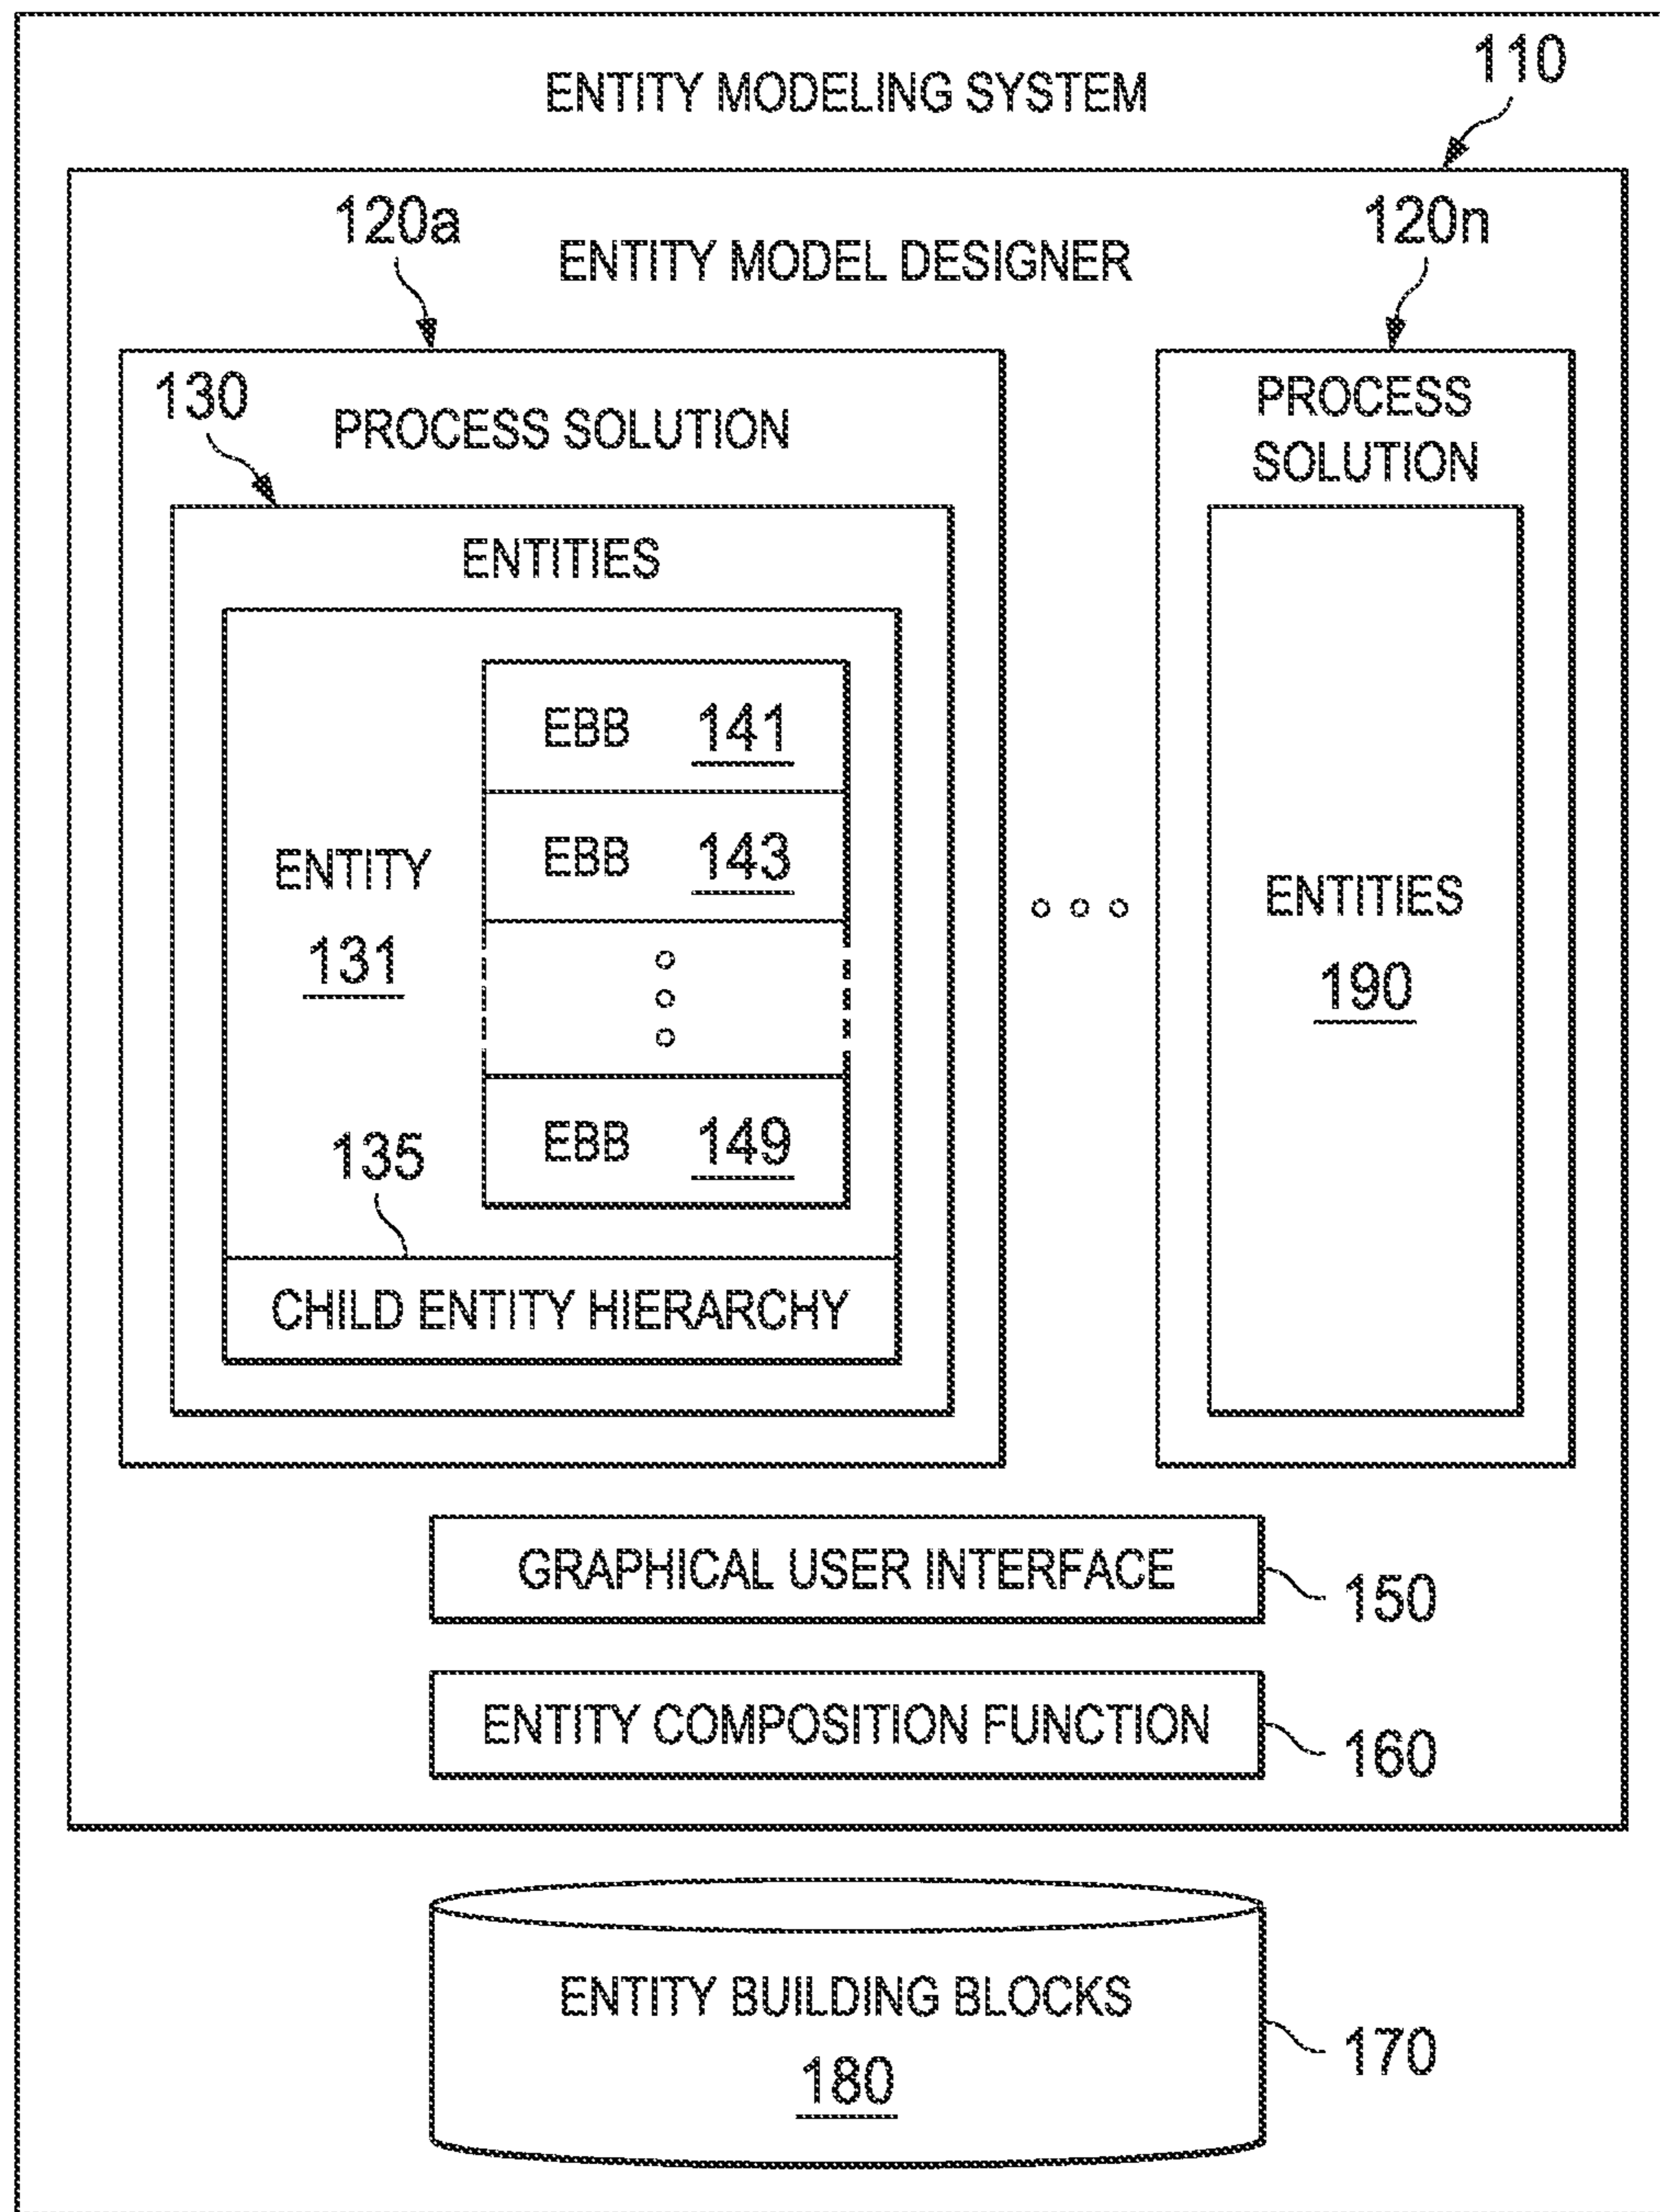 ENTITY MODELING SYSTEM
110
120a
ENTITY MODEL DESIGNER
120n
130
PROCESS SOLUTION
ENTITIES
EBB 141
EBB 143
ENTITY
131
EBB 149
135
CHILD ENTITY HIERARCHY
PROCESS
SOLUTION
ENTITIES
190
GRAPHICAL USER INTERFACE
150
ENTITY COMPOSITION FUNCTION
160
ENTITY BUILDING BLOCKS
180
170